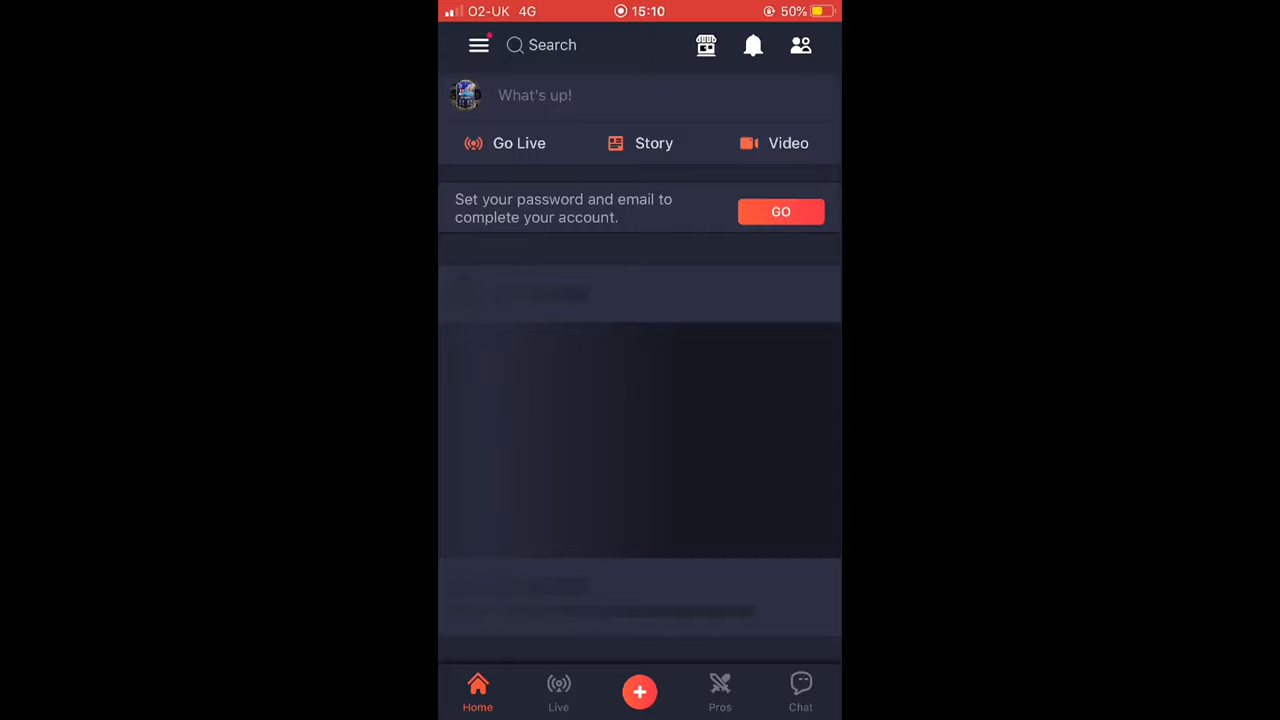 O2-UK 4G 15:10 50%
Search
What's up!
Go Live Story Video
Set your password and email to
complete your account.
GO
Home Live Pros Chat